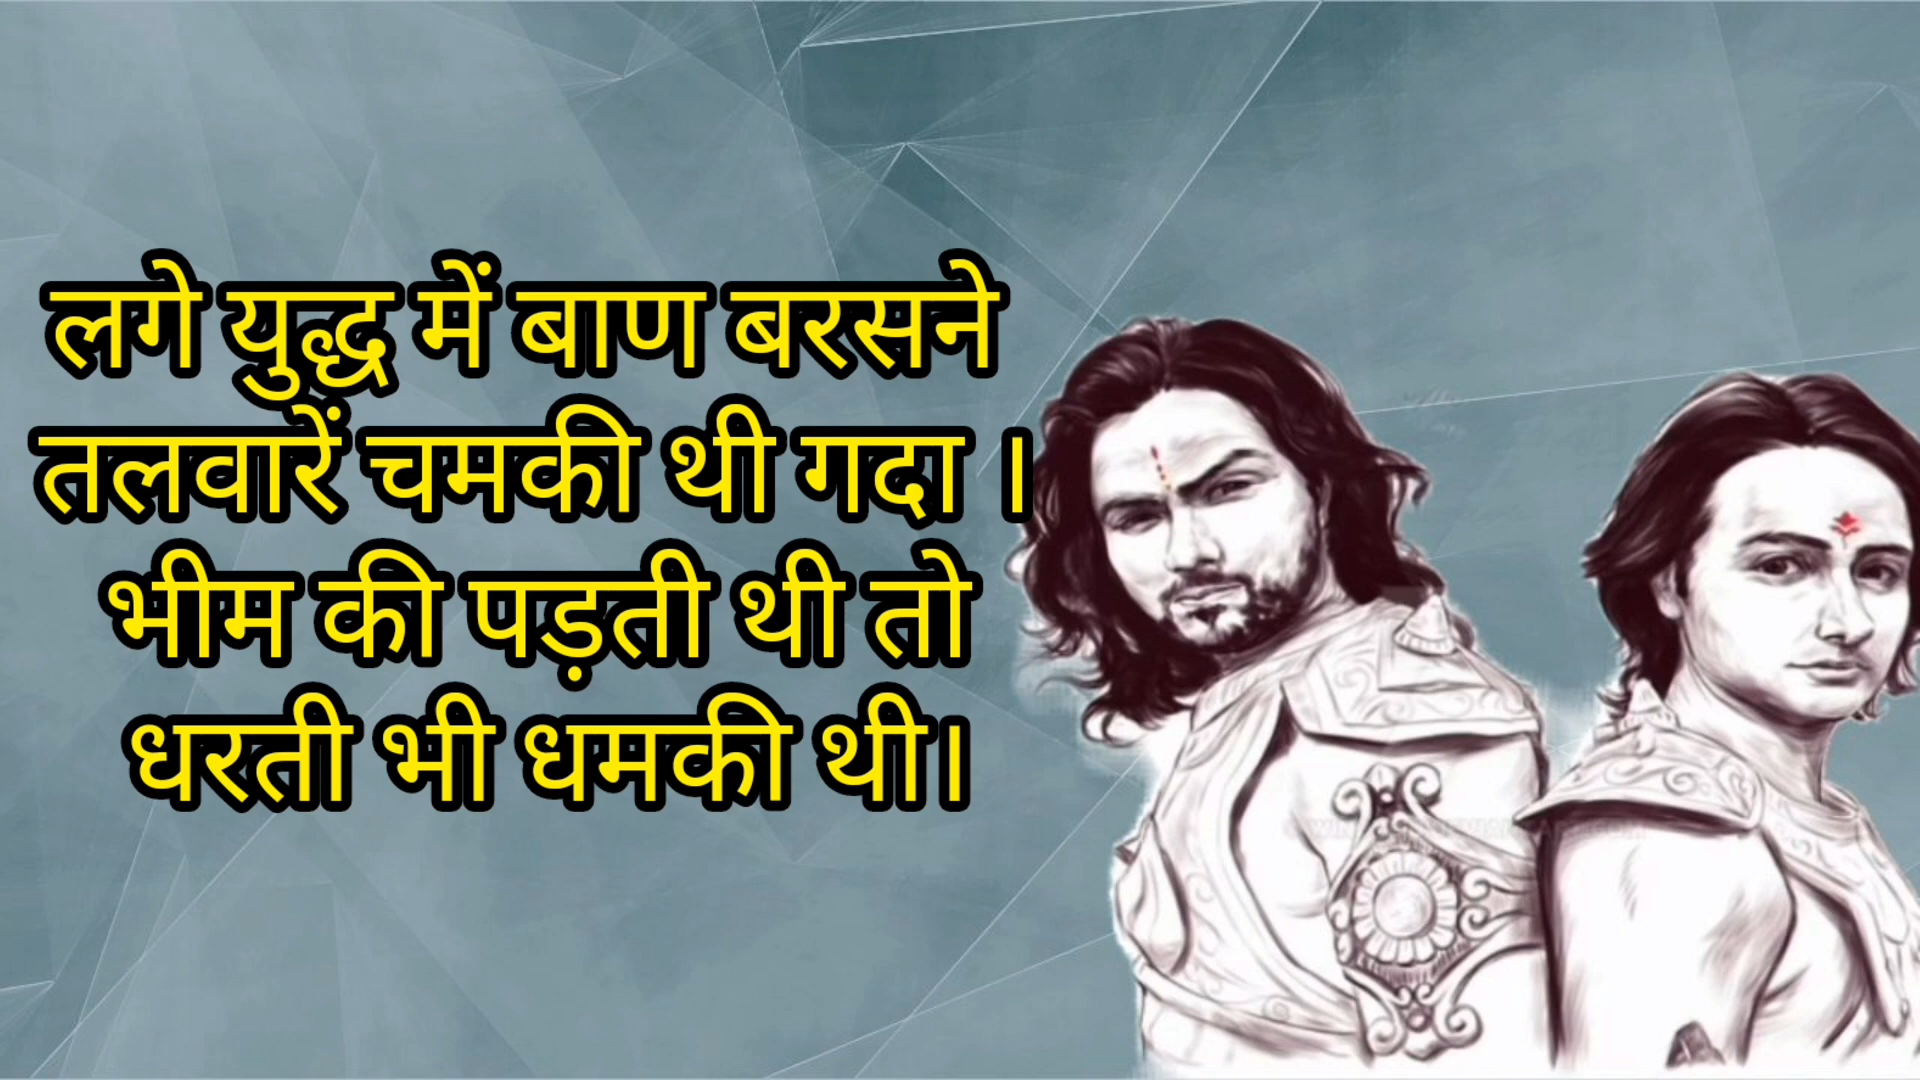 लगे युद्ध में बाण बरसने
तलवारें चमकी थी गदा ।
भीम की पड़ती थी तो
धरती भी धमकी थी।